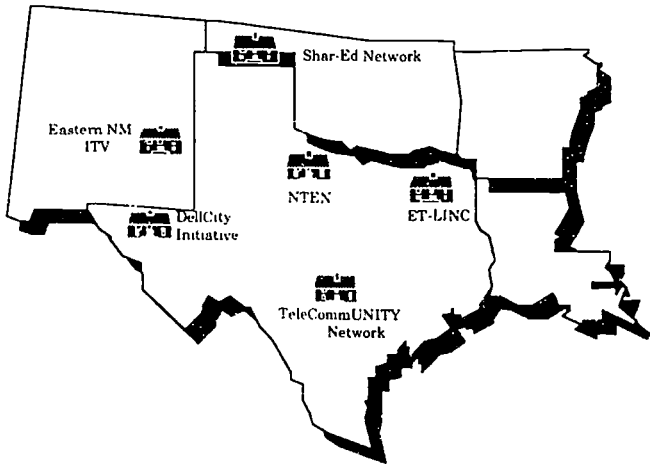 Shar-Ed Network
Eastern NM
ITV
NTEN
ET-LINC
DellCity
Initiative
TeleCommUNITY
Network